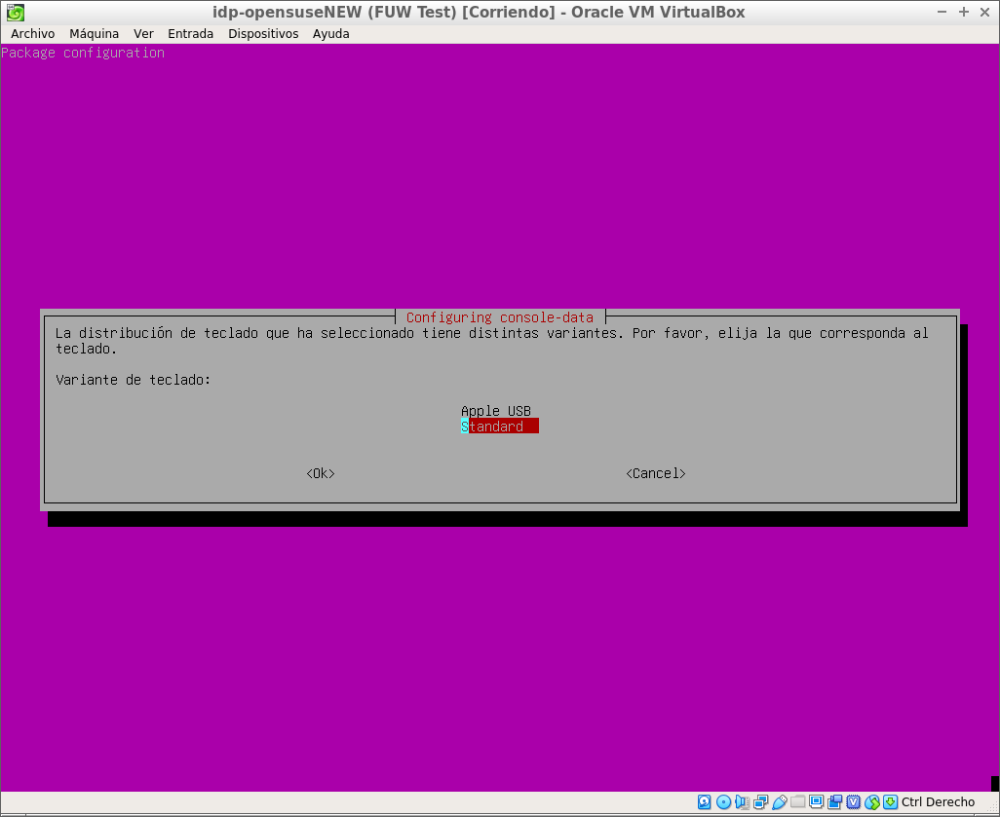 idp-opensuseNEW (FUW Test) [Corriendo] - Oracle VM VirtualBox
Archivo Máquina Ver Entrada Dispositivos Ayuda
Package configuration
Configuring console-data
La distribución de teclado que ha seleccionado tiene distintas variantes. Por favor, elija la que corresponda al
teclado.
Variante de teclado:
Apple USB
Standard
<Ok> <Cancel>
Ctrl Derecho